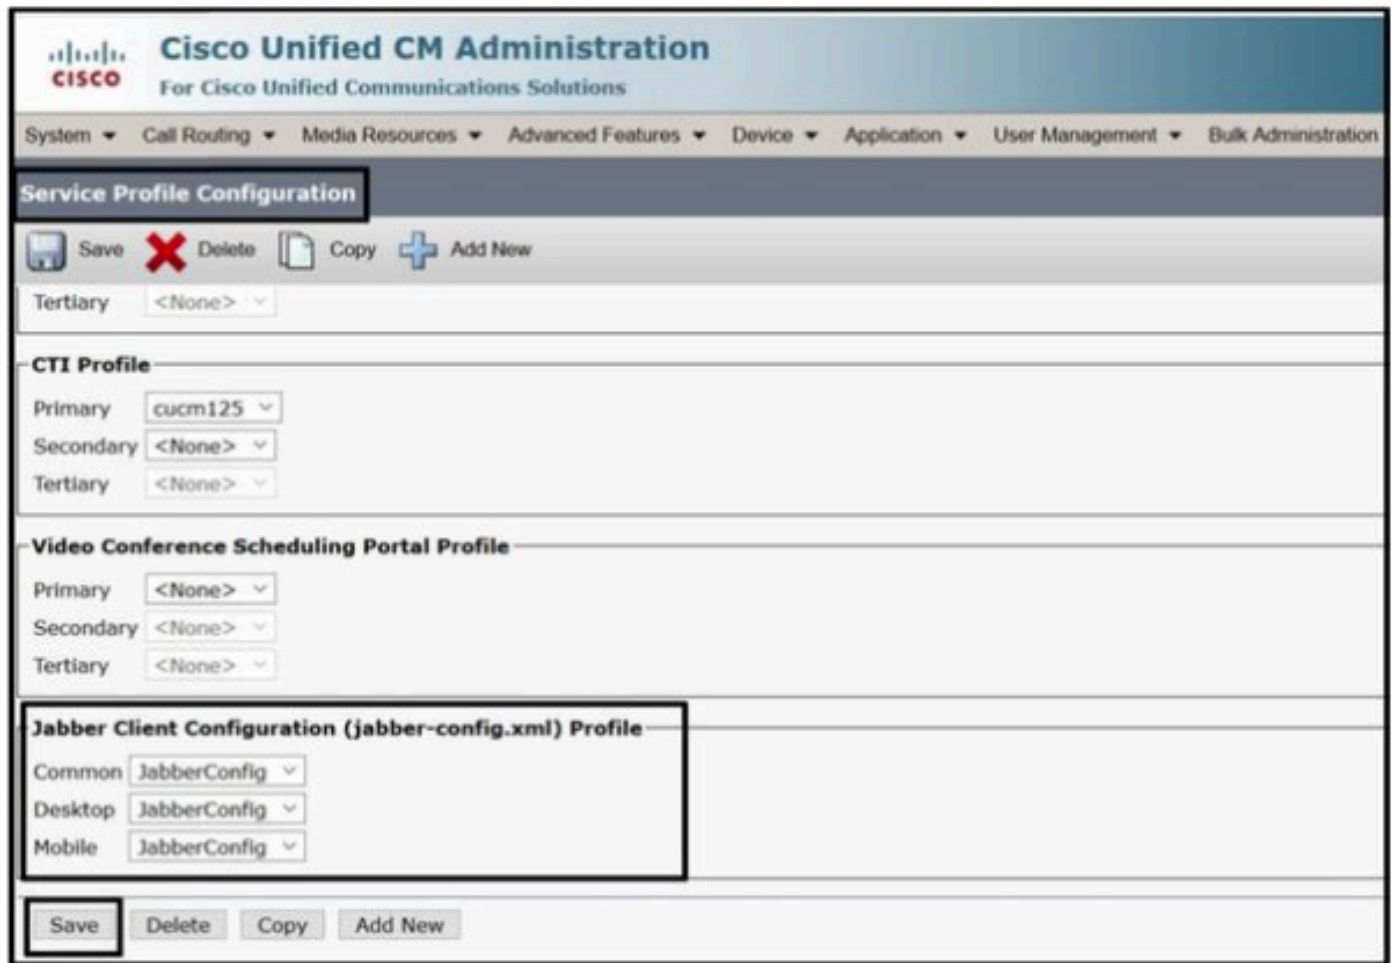 Cisco Unified CM Administration
CISCO
For Cisco Unified Communications Solutions
System Call Routing Media Resources Advanced Features Device Application User Management Bulk Administration
Service Profile Configuration
Save Delete Copy Add New
Tertiary <None>
CTI Profile
Primary cucm125
Secondary <None>
Tertiary <None>
Video Conference Scheduling Portal Profile
Primary <None>
Secondary <None>
Tertiary <None>
Jabber Client Configuration (jabber-config.xml) Profile
Common JabberConfig
Desktop JabberConfig
Mobile JabberConfig
Save Delete Copy Add New